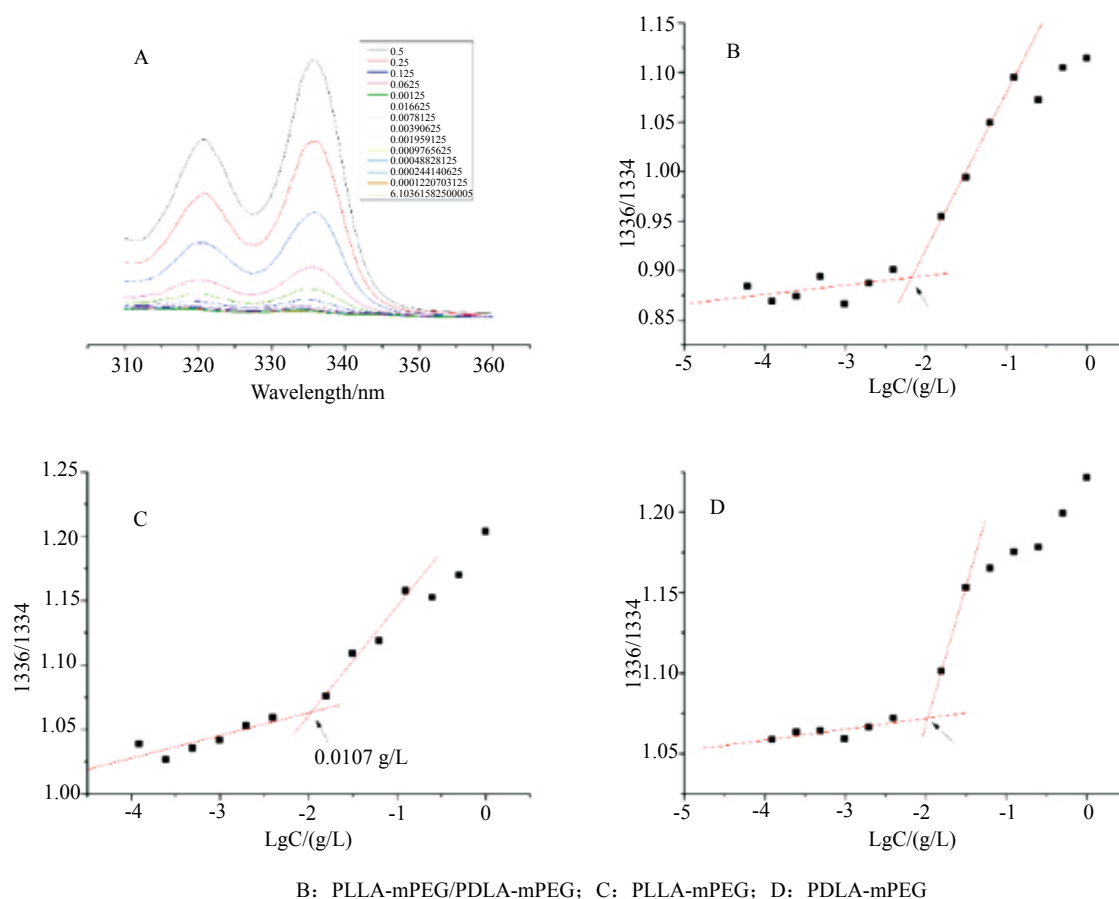 A
0.5
0.25
0.125
0.0625
0.00125
0.016625
0.0078125
0.00390625
0.001959125
0.0009765625
0.00048828125
0.000244140625
0.0001220703125
6.10361582500005
310 320 330 340 350 360
Wavelength/nm
B
1.15
1.10
1.05
1.00
0.95
0.90
0.85
1336/1334
-5 -4 -3 -2 -1 0
LgC/(g/L)
C
1.25
1.20
1.15
1.10
1.05
1.00
1336/1334
0.0107 g/L
-4 -3 -2 -1 0
LgC/(g/L)
D
1.20
1.15
1.10
1.05
1336/1334
-5 -4 -3 -2 -1 0
LgC/(g/L)
B：PLLA-mPEG/PDLA-mPEG；C：PLLA-mPEG；D：PDLA-mPEG